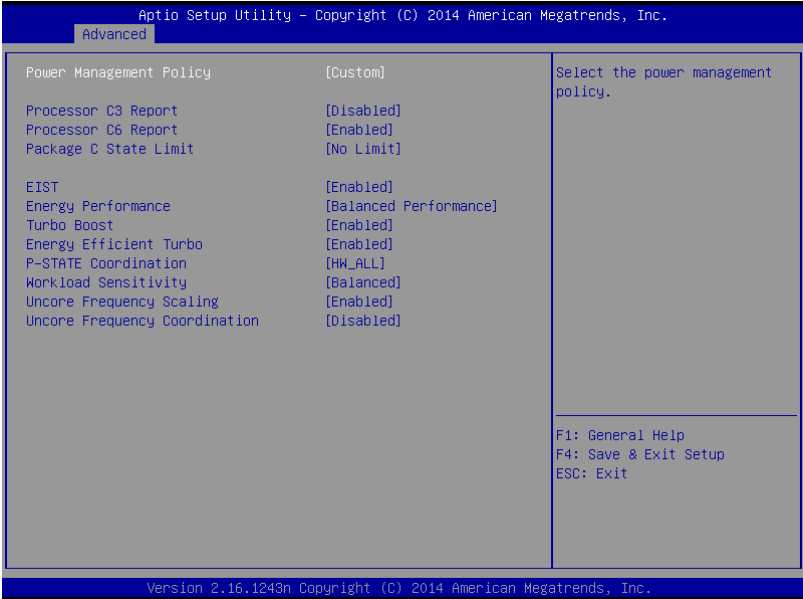 Aptio Setup Utility – Copyright (C) 2014 American Megatrends, Inc.
Advanced
Power Management Policy [Custom]
Processor C3 Report [Disabled]
Processor C6 Report [Enabled]
Package C State Limit [No Limit]
EIST [Enabled]
Energy Performance [Balanced Performance]
Turbo Boost [Enabled]
Energy Efficient Turbo [Enabled]
P-STATE Coordination [HW_ALL]
Workload Sensitivity [Balanced]
Uncore Frequency Scaling [Enabled]
Uncore Frequency Coordination [Disabled]
Select the power management
policy.
F1: General Help
F4: Save & Exit Setup
ESC: Exit
Version 2.16.1243n Copyright (C) 2014 American Megatrends, Inc.